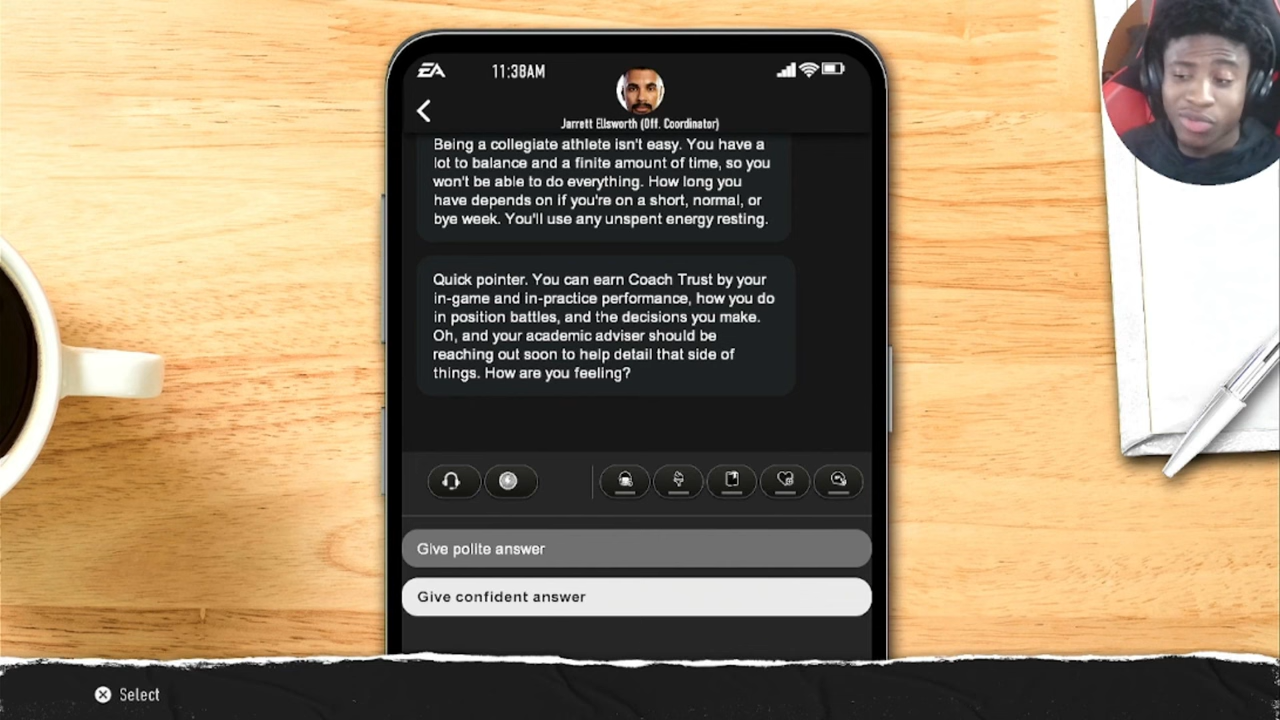 EA
11:38AM
Jarrett Ellsworth (Off. Coordinator)
Being a collegiate athlete isn't easy. You have a
lot to balance and a finite amount of time, so you
won't be able to do everything. How long you
have depends on if you're on a short, normal, or
bye week. You'll use any unspent energy resting.
Quick pointer. You can earn Coach Trust by your
in-game and in-practice performance, how you do
in position battles, and the decisions you make.
Oh, and your academic adviser should be
reaching out soon to help detail that side of
things. How are you feeling?
Give polite answer
Give confident answer
Select